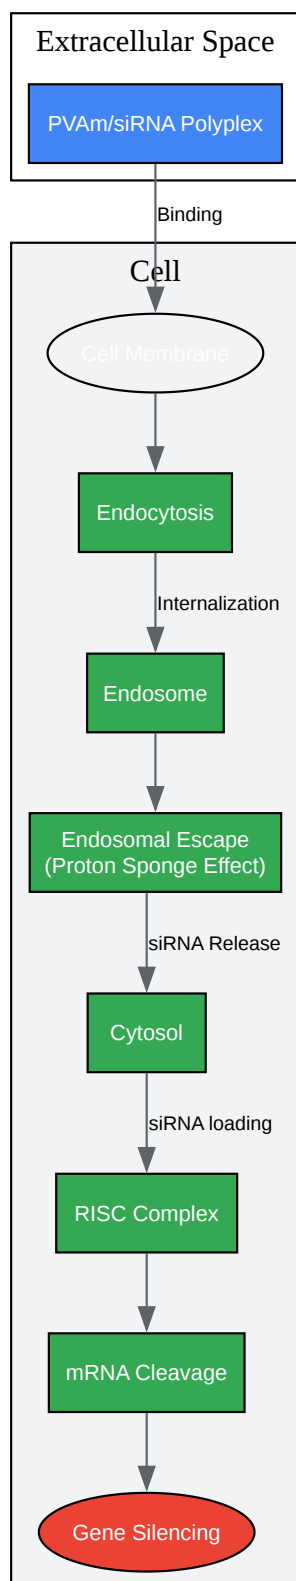 Extracellular Space
PVAm/siRNA Polyplex
Binding
Cell
Cell Membrane
Endocytosis
Internalization
Endosome
Endosomal Escape
(Proton Sponge Effect)
siRNA Release
Cytosol
siRNA loading
RISC Complex
mRNA Cleavage
Gene Silencing